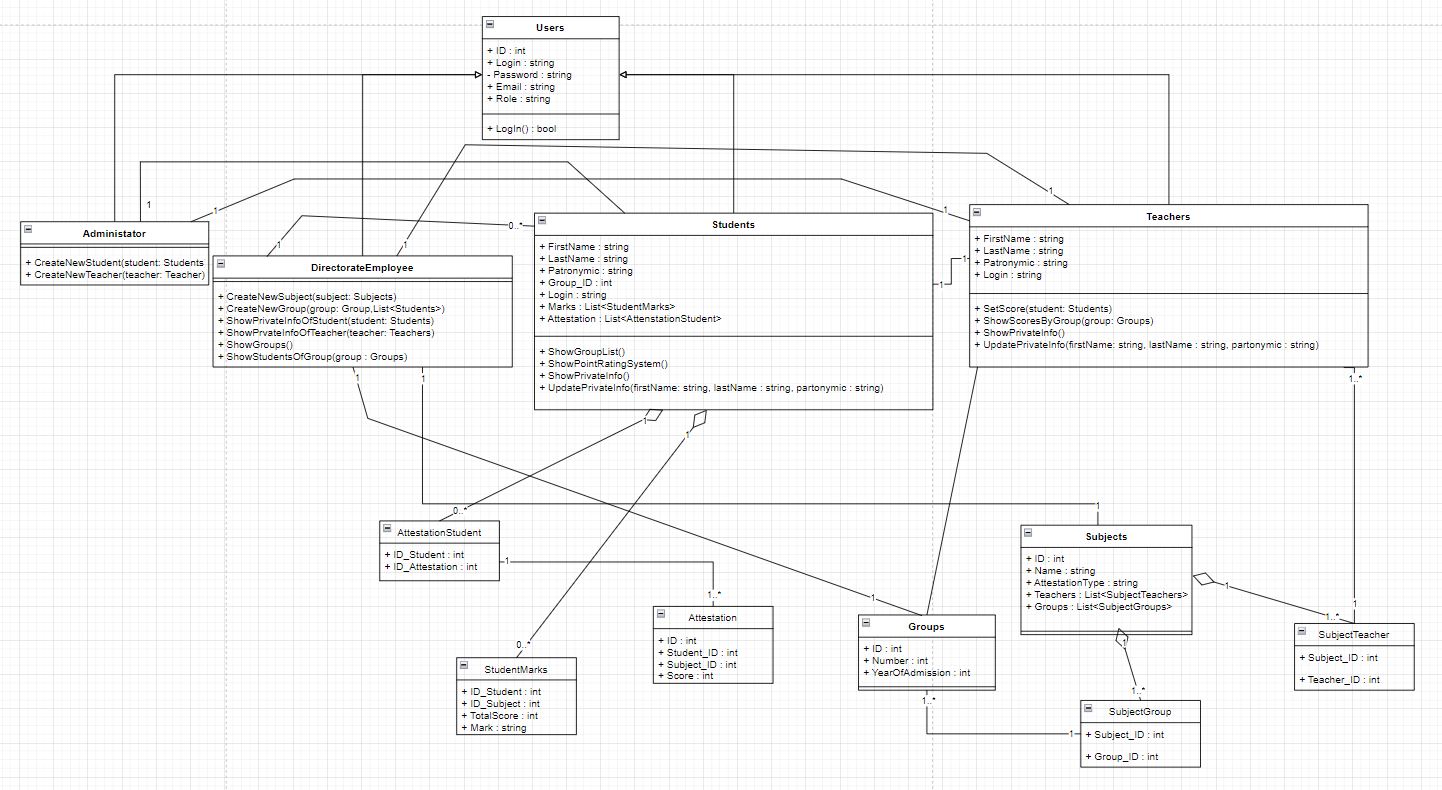 Users
+ ID : int
+ Login : string
- Password : string
+ Email : string
+ Role : string
+ LogIn() : bool
1
1
1
1
Administator
+ CreateNewStudent(student: Students
+ CreateNewTeacher(teacher: Teacher)
0..*
1
1
DirectorateEmployee
+ CreateNewSubject(subject: Subjects)
+ CreateNewGroup(group: Group,List<Students>)
+ ShowPrivateInfoOfStudent(student: Students)
+ ShowPrivateInfoOfTeacher(teacher: Teachers)
+ ShowGroups()
+ ShowStudentsOfGroup(group : Groups)
Students
+ FirstName : string
+ LastName : string
+ Patronymic : string
+ Group_ID : int
+ Login : string
+ Marks : List<StudentMarks>
+ Attestation : List<AttenstationStudent>
+ ShowGroupList()
+ ShowPointRatingSystem()
+ ShowPrivateInfo()
+ UpdatePrivateInfo(firstName: string, lastName : string, partonymic : string)
1
1
Teachers
+ FirstName : string
+ LastName : string
+ Patronymic : string
+ Login : string
+ SetScore(student: Students)
+ ShowScoresByGroup(group: Groups)
+ ShowPrivateInfo()
+ UpdatePrivateInfo(firstName: string, lastName : string, partonymic : string)
1
1
1..*
1
1
0..*
1
AttestationStudent
+ ID_Student : int
+ ID_Attestation : int
1
1..*
Attestation
+ ID : int
+ Student_ID : int
+ Subject_ID : int
+ Score : int
0..*
StudentMarks
+ ID_Student : int
+ ID_Subject : int
+ TotalScore : int
+ Mark : string
1
Groups
+ ID : int
+ Number : int
+ YearOfAdmission : int
1..*
1
Subjects
+ ID : int
+ Name : string
+ AttestationType : string
+ Teachers : List<SubjectTeachers>
+ Groups : List<SubjectGroups>
1
1..*
1
SubjectTeacher
+ Subject_ID : int
+ Teacher_ID : int
1
1..*
SubjectGroup
+ Subject_ID : int
+ Group_ID : int
1